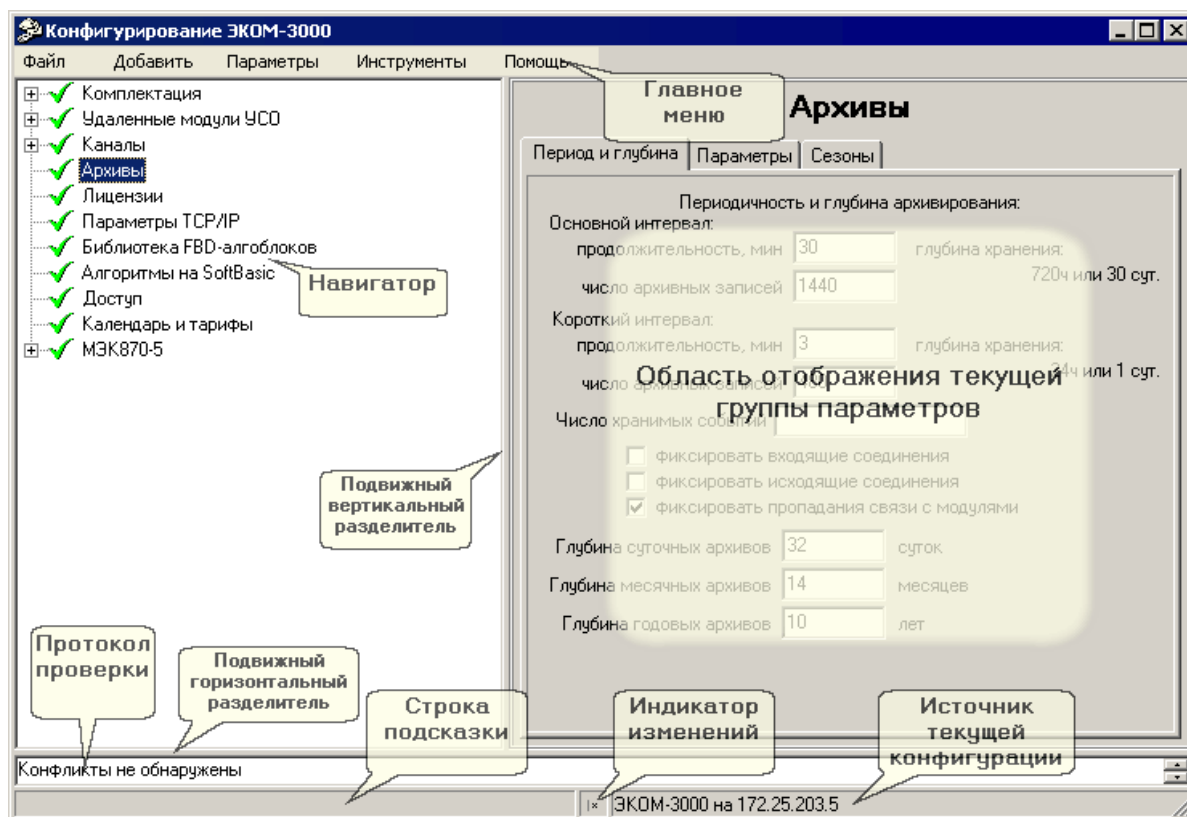 Конфигурирование ЭКОМ-3000
Файл Добавить Параметры Инструменты Помощь
Главное
меню
Комплектация
Удаленные модули УСО
Каналы
Архивы
Лицензии
Параметры TCP/IP
Библиотека FBD-алгоблоков
Алгоритмы на SoftBasic
Доступ
Календарь и тарифы
МЭК870-5
Навигатор
Архивы
Период и глубина Параметры Сезоны
Периодичность и глубина архивирования:
Основной интервал:
продолжительность, мин 30 глубина хранения:
720ч или 30 сут.
число архивных записей 1440
Короткий интервал:
продолжительность, мин 3 глубина хранения:
24ч или 1 сут.
число архивных записей
Область отображения текущей
группы параметров
Число хранимых событий
фиксировать входящие соединения
фиксировать исходящие соединения
фиксировать пропадания связи с модулями
Глубина суточных архивов 32 суток
Глубина месячных архивов 14 месяцев
Глубина годовых архивов 10 лет
Подвижный
вертикальный
разделитель
Протокол
проверки
Подвижный
горизонтальный
разделитель
Строка
подсказки
Индикатор
изменений
Источник
текущей
конфигурации
Конфликты не обнаружены
ЭКОМ-3000 на 172.25.203.5